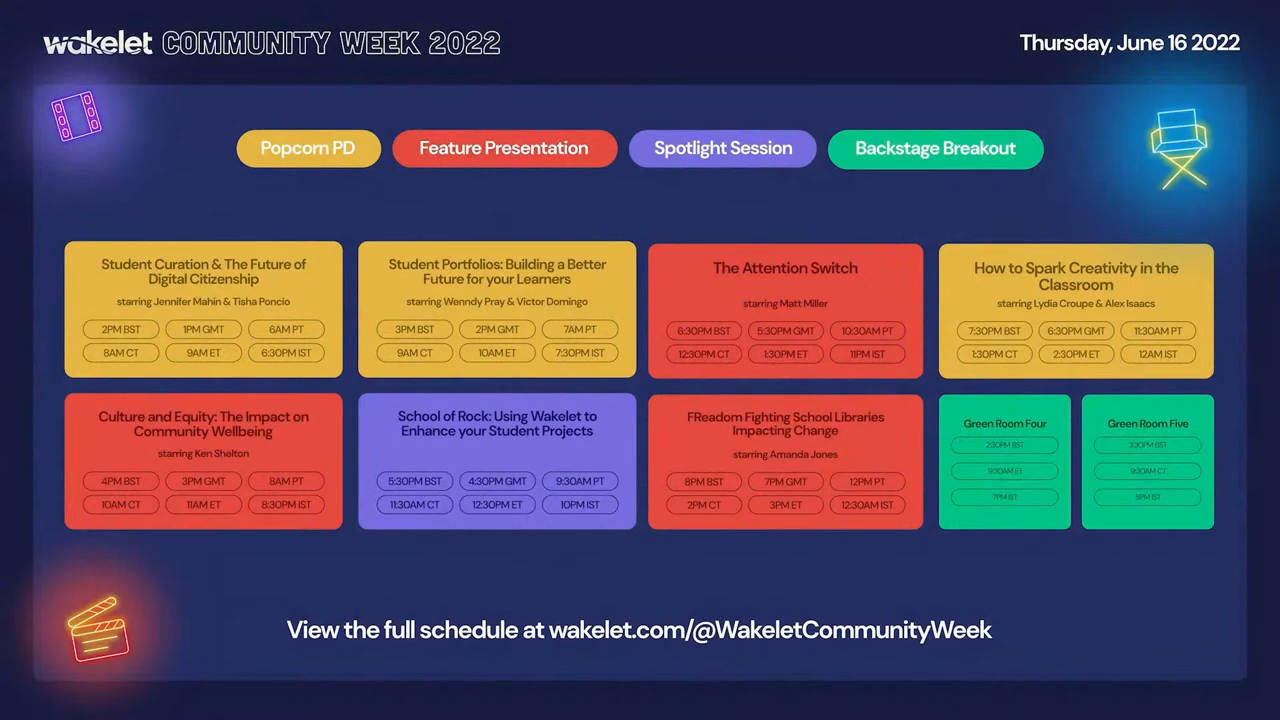 wakelet COMMUNITY WEEK 2022
Thursday, June 16 2022
Popcorn PD
Feature Presentation
Spotlight Session
Backstage Breakout
Student Curation & The Future of
Digital Citizenship
starring Jennifer Mahin & Tisha Poncio
2PM BST
1PM GMT
6AM PT
8AM CT
9AM ET
6:30PM IST
Student Portfolios: Building a Better
Future for your Learners
starring Wenndy Pray & Victor Domingo
3PM BST
2PM GMT
7AM PT
9AM CT
10AM ET
7:30PM IST
The Attention Switch
starring Matt Miller
6:30PM BST
5:30PM GMT
10:30AM PT
12:30PM CT
1:30PM ET
11PM IST
How to Spark Creativity in the
Classroom
starring Lydia Croupe & Alex Isaacs
7:30PM BST
6:30PM GMT
11:30AM PT
1:30PM CT
2:30PM ET
12AM IST
Culture and Equity: The Impact on
Community Wellbeing
starring Ken Shelton
4PM BST
3PM GMT
8AM PT
10AM CT
11AM ET
8:30PM IST
School of Rock: Using Wakelet to
Enhance your Student Projects
5:30PM BST
4:30PM GMT
9:30AM PT
11:30AM CT
12:30PM ET
10PM IST
FReadom Fighting School Libraries
Impacting Change
starring Amanda Jones
8PM BST
7PM GMT
12PM PT
2PM CT
3PM ET
12:30AM IST
Green Room Four
2:30PM BST
9:30AM ET
7PM IST
Green Room Five
3:30PM BST
9:30AM CT
8PM IST
View the full schedule at wakelet.com/@WakeletCommunityWeek